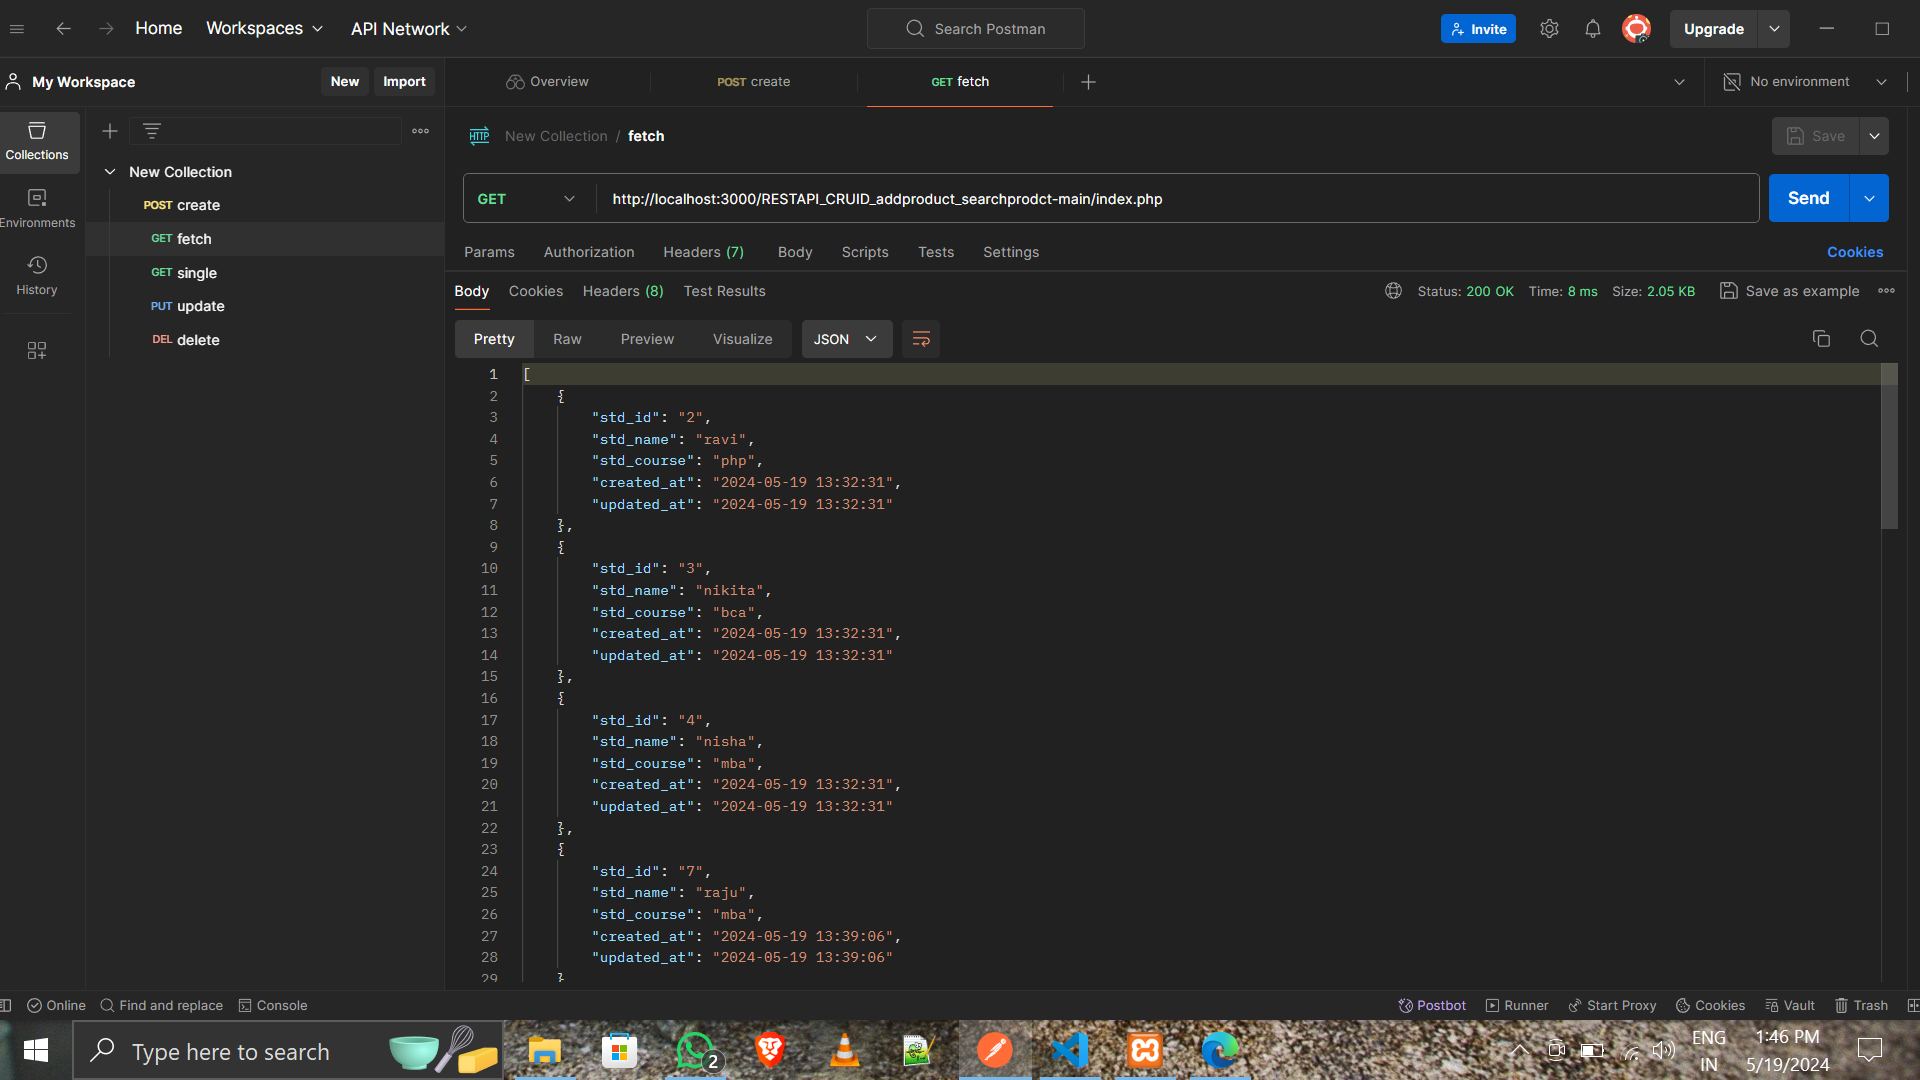 Home
Workspaces
API Network
Search Postman
Invite
Upgrade
My Workspace
New
Import
Overview
POST create
GET fetch
No environment
Collections
Environments
History
New Collection
POST create
GET fetch
GET single
PUT update
DEL delete
HTTP
New Collection / fetch
Save
GET
http://localhost:3000/RESTAPI_CRUID_addproduct_searchprodct-main/index.php
Send
Params
Authorization
Headers (7)
Body
Scripts
Tests
Settings
Cookies
Body
Cookies
Headers (8)
Test Results
Status: 200 OK
Time: 8 ms
Size: 2.05 KB
Save as example
Pretty
Raw
Preview
Visualize
JSON
1 [
2 {
3 "std_id": "2",
4 "std_name": "ravi",
5 "std_course": "php",
6 "created_at": "2024-05-19 13:32:31",
7 "updated_at": "2024-05-19 13:32:31"
8 },
9 {
10 "std_id": "3",
11 "std_name": "nikita",
12 "std_course": "bca",
13 "created_at": "2024-05-19 13:32:31",
14 "updated_at": "2024-05-19 13:32:31"
15 },
16 {
17 "std_id": "4",
18 "std_name": "nisha",
19 "std_course": "mba",
20 "created_at": "2024-05-19 13:32:31",
21 "updated_at": "2024-05-19 13:32:31"
22 },
23 {
24 "std_id": "7",
25 "std_name": "raju",
26 "std_course": "mba",
27 "created_at": "2024-05-19 13:39:06",
28 "updated_at": "2024-05-19 13:39:06"
29 }
Online
Find and replace
Console
Postbot
Runner
Start Proxy
Cookies
Vault
Trash
Type here to search
2
ENG
IN
1:46 PM
5/19/2024